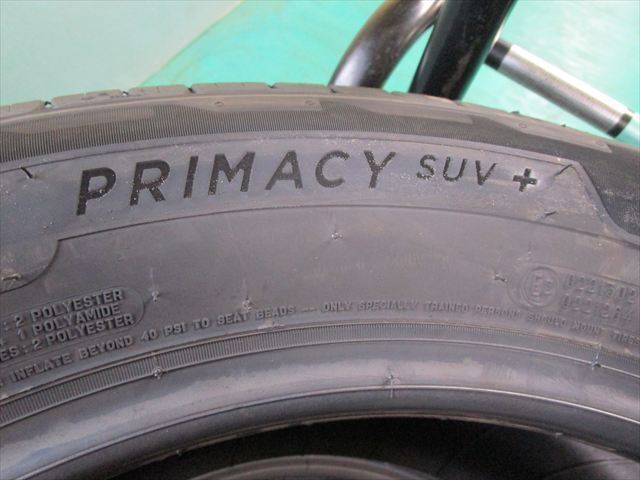 PRIMACY SUV +
: 2 POLYESTER
1 POLYAMIDE
ES: 2 POLYESTER
INFLATE BEYOND 40 PSI TO SEAT BEADS -- ONLY SPECIALLY TRAINED PERSONS SHOULD MOUNT TIRES